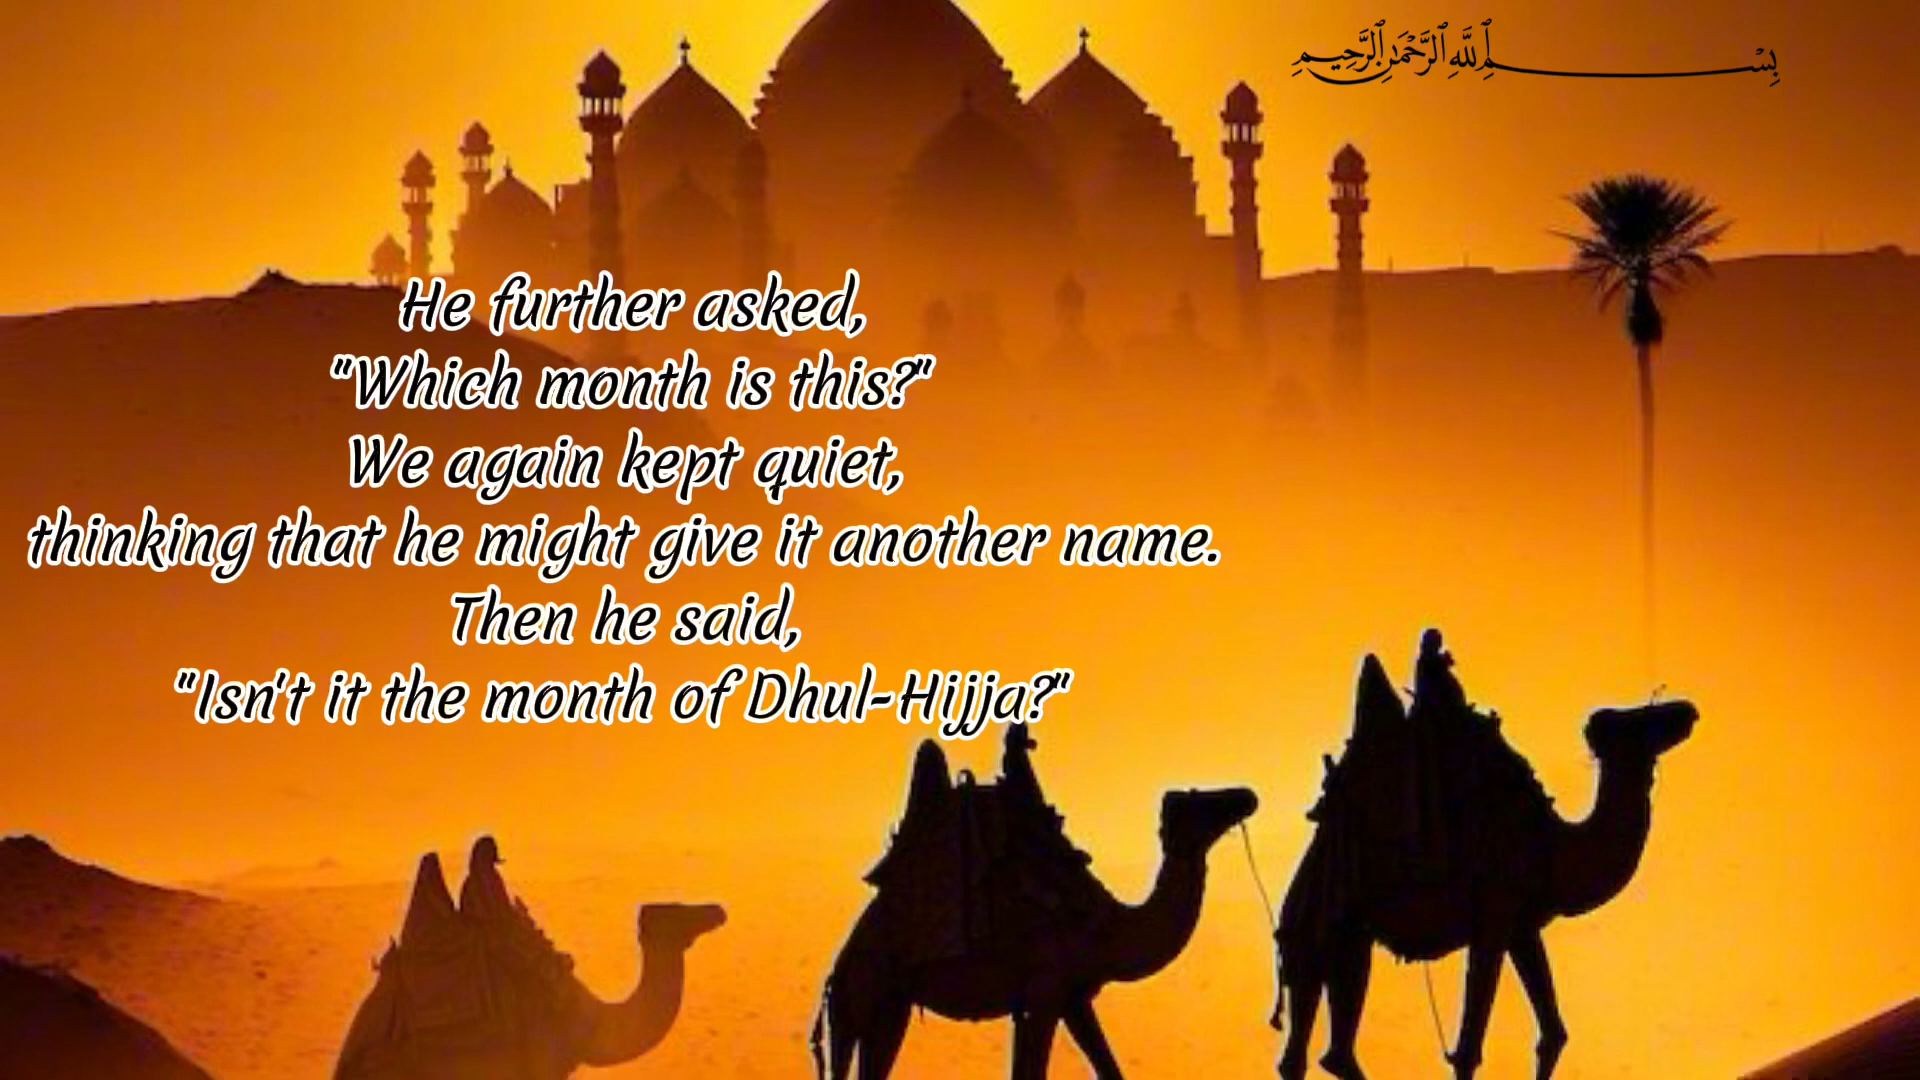 بِسْمِ ٱللَّهِ ٱلرَّحْمَٰنِ ٱلرَّحِيمِ
He further asked,
"Which month is this?"
We again kept quiet,
thinking that he might give it another name.
Then he said,
"Isn't it the month of Dhul-Hijja?"